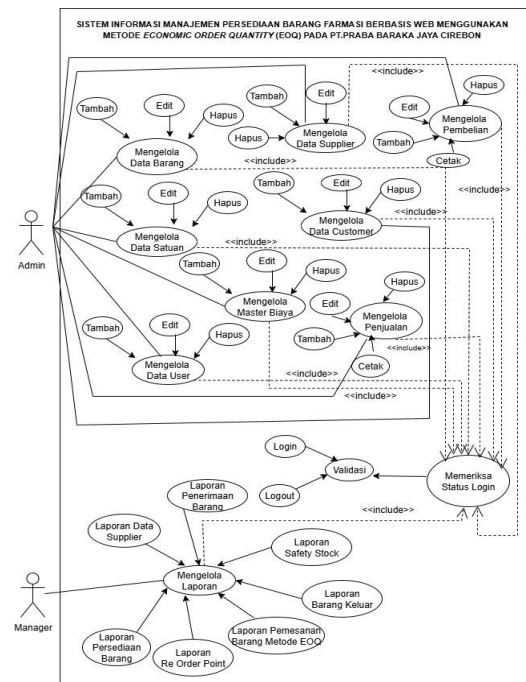 SISTEM INFORMASI MANAJEMEN PERSEDIAAN BARANG FARMASI BERBASIS WEB MENGGUNAKAN
METODE ECONOMIC ORDER QUANTITY (EOQ) PADA PT.PRABA BARAKA JAYA CIREBON
<<include>>
Tambah
Edit
Hapus
Mengelola
Data Barang
Tambah
Edit
Hapus
Mengelola
Data Supplier
Hapus
Edit
Tambah
Mengelola
Pembelian
Cetak
<<include>>
<<include>>
Tambah
Edit
Hapus
Mengelola
Data Satuan
Tambah
Edit
Hapus
Mengelola
Data Customer
<<include>>
Admin
Tambah
Edit
Hapus
Mengelola
Master Biaya
Hapus
Edit
Tambah
Mengelola
Penjualan
Cetak
<<include>>
Tambah
Edit
Hapus
Mengelola
Data User
<<include>>
<<include>>
Login
Logout
Validasi
Memeriksa
Status Login
<<include>>
Laporan
Penerimaan
Barang
Laporan Data
Supplier
Laporan
Safety Stock
Mengelola
Laporan
Manager
Laporan
Barang Keluar
Laporan
Persediaan
Barang
Laporan
Re Order Point
Laporan Pemesanan
Barang Metode EOQ